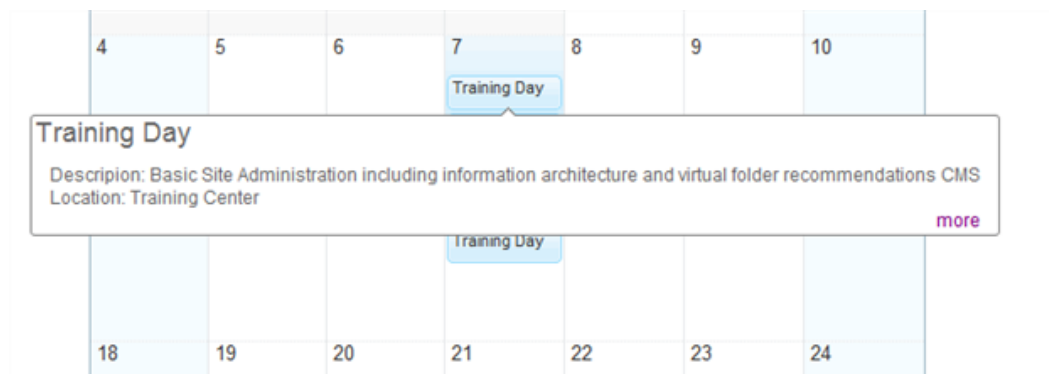 4 5 6 7 8 9 10
Training Day
Training Day
Descripion: Basic Site Administration including information architecture and virtual folder recommendations CMS
Location: Training Center
more
Training Day
18 19 20 21 22 23 24